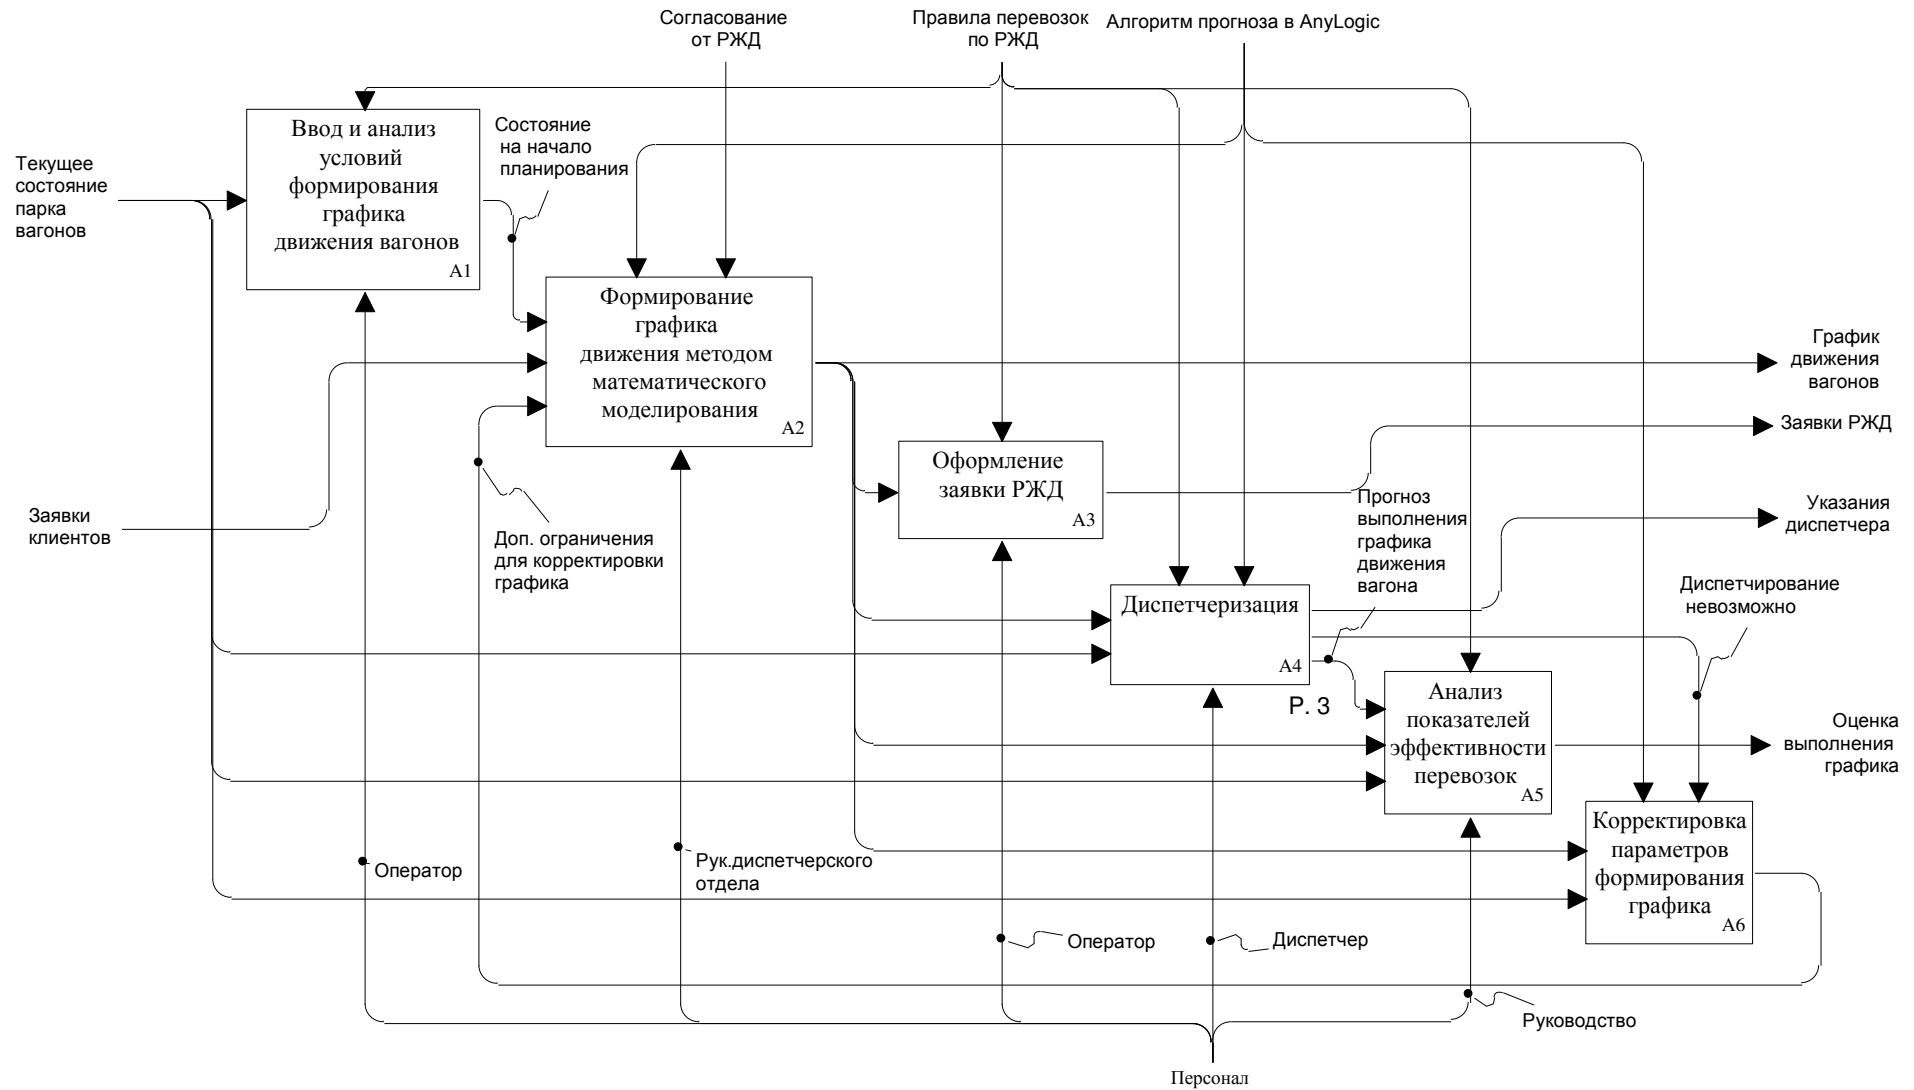 Согласование
от РЖД
Правила перевозок
по РЖД
Алгоритм прогноза в AnyLogic
Ввод и анализ
условий
формирования
графика
движения вагонов
A1
Состояние
на начало
планирования
Текущее
состояние
парка
вагонов
Формирование
графика
движения методом
математического
моделирования
A2
График
движения
вагонов
Заявки РЖД
Оформление
заявки РЖД
A3
Прогноз
выполнения
графика
движения
вагона
Указания
диспетчера
Заявки
клиентов
Доп. ограничения
для корректировки
графика
Диспетчирование
невозможно
Диспетчеризация
A4
Р. 3
Анализ
показателей
эффективности
перевозок
A5
Оценка
выполнения
графика
Корректировка
параметров
формирования
графика
A6
Оператор
Рук.диспетчерского
отдела
Оператор
Диспетчер
Руководство
Персонал